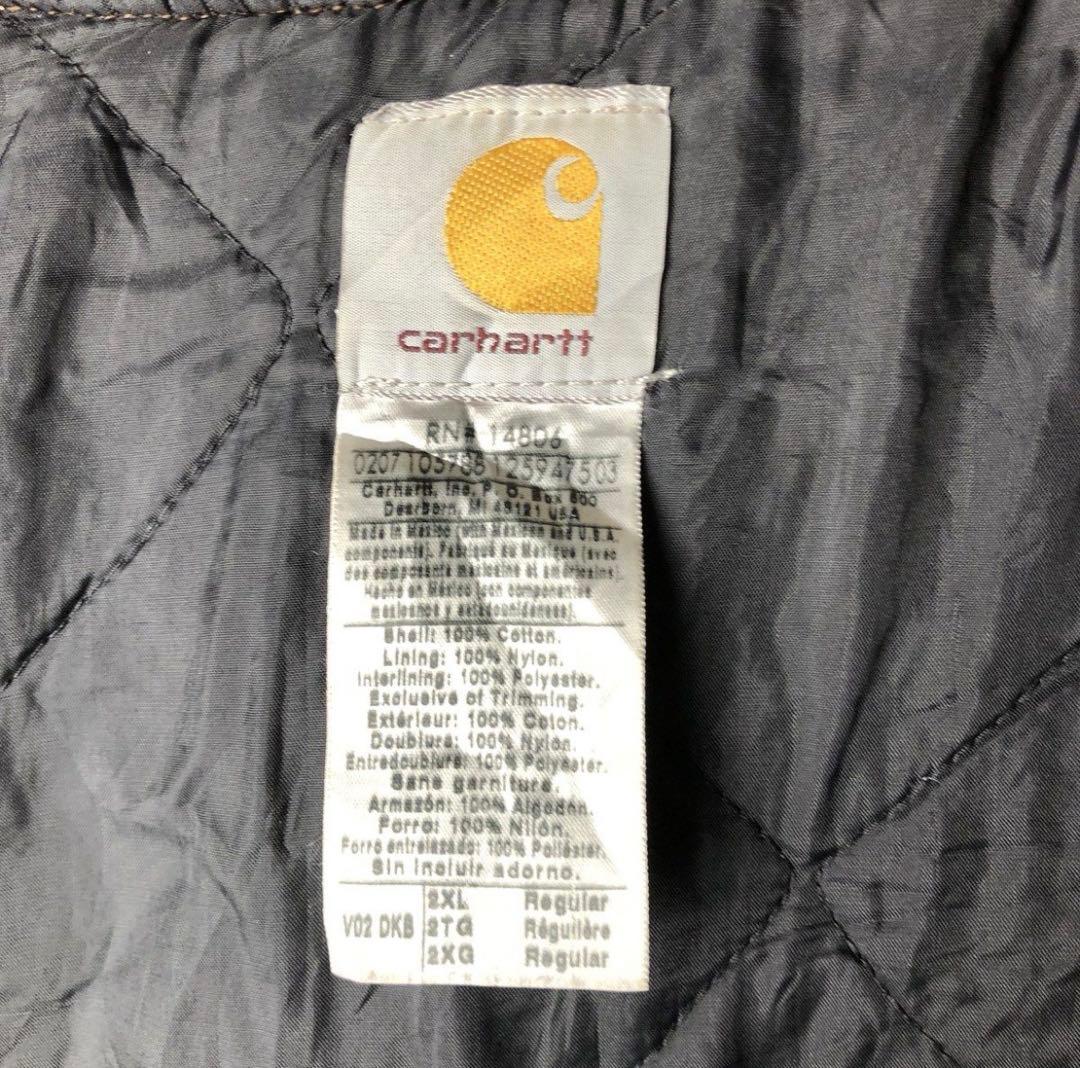 carhartt
RN# 14806
0207 103788 1259475 03
Carhartt, Inc. P. O. Box 600
Dearborn, MI 48121 USA
Made in Mexico (with Mexican and U.S.A.
components). Fabriqué au Mexique (avec
des composants mexicains et américains).
Hecho en México (con componentes
mexicanos y estadounidenses).
Shell: 100% Cotton.
Lining: 100% Nylon.
Interlining: 100% Polyester.
Exclusive of Trimming.
Extérieur: 100% Coton.
Doublure: 100% Nylon.
Entredoublure: 100% Polyester.
Sans garniture.
Armazón: 100% Algodón.
Forro: 100% Nilón.
Forro entrelazado: 100% Poliéster.
Sin incluir adorno.
2XL Regular
V02 DKB 2TG Régulière
2XG Regular